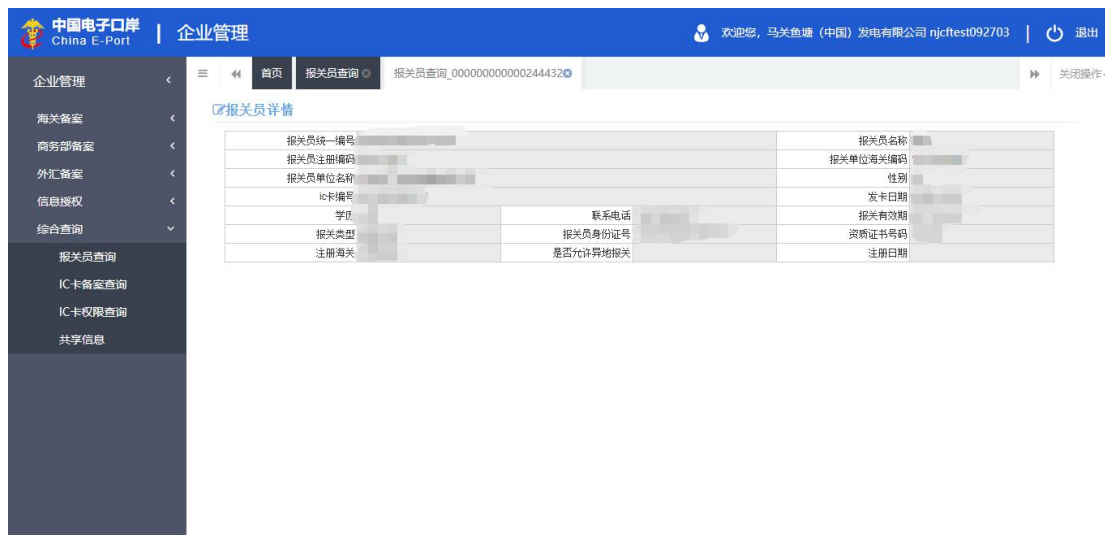 中国电子口岸
China E-Port
企业管理
欢迎您，马关鱼塘（中国）发电有限公司 njcftest092703
退出
企业管理
海关备案
商务部备案
外汇备案
信息授权
综合查询
报关员查询
IC卡备案查询
IC卡权限查询
共享信息
首页 报关员查询 报关员查询_000000000000244432 关闭操作
报关员详情
报关员统一编号 报关员名称
报关员注册编码 报关单位海关编码
报关员单位名称 性别
ic卡编号 发卡日期
学历 联系电话 报关有效期
报关类型 报关员身份证号 资质证书号码
注册海关 是否允许异地报关 注册日期